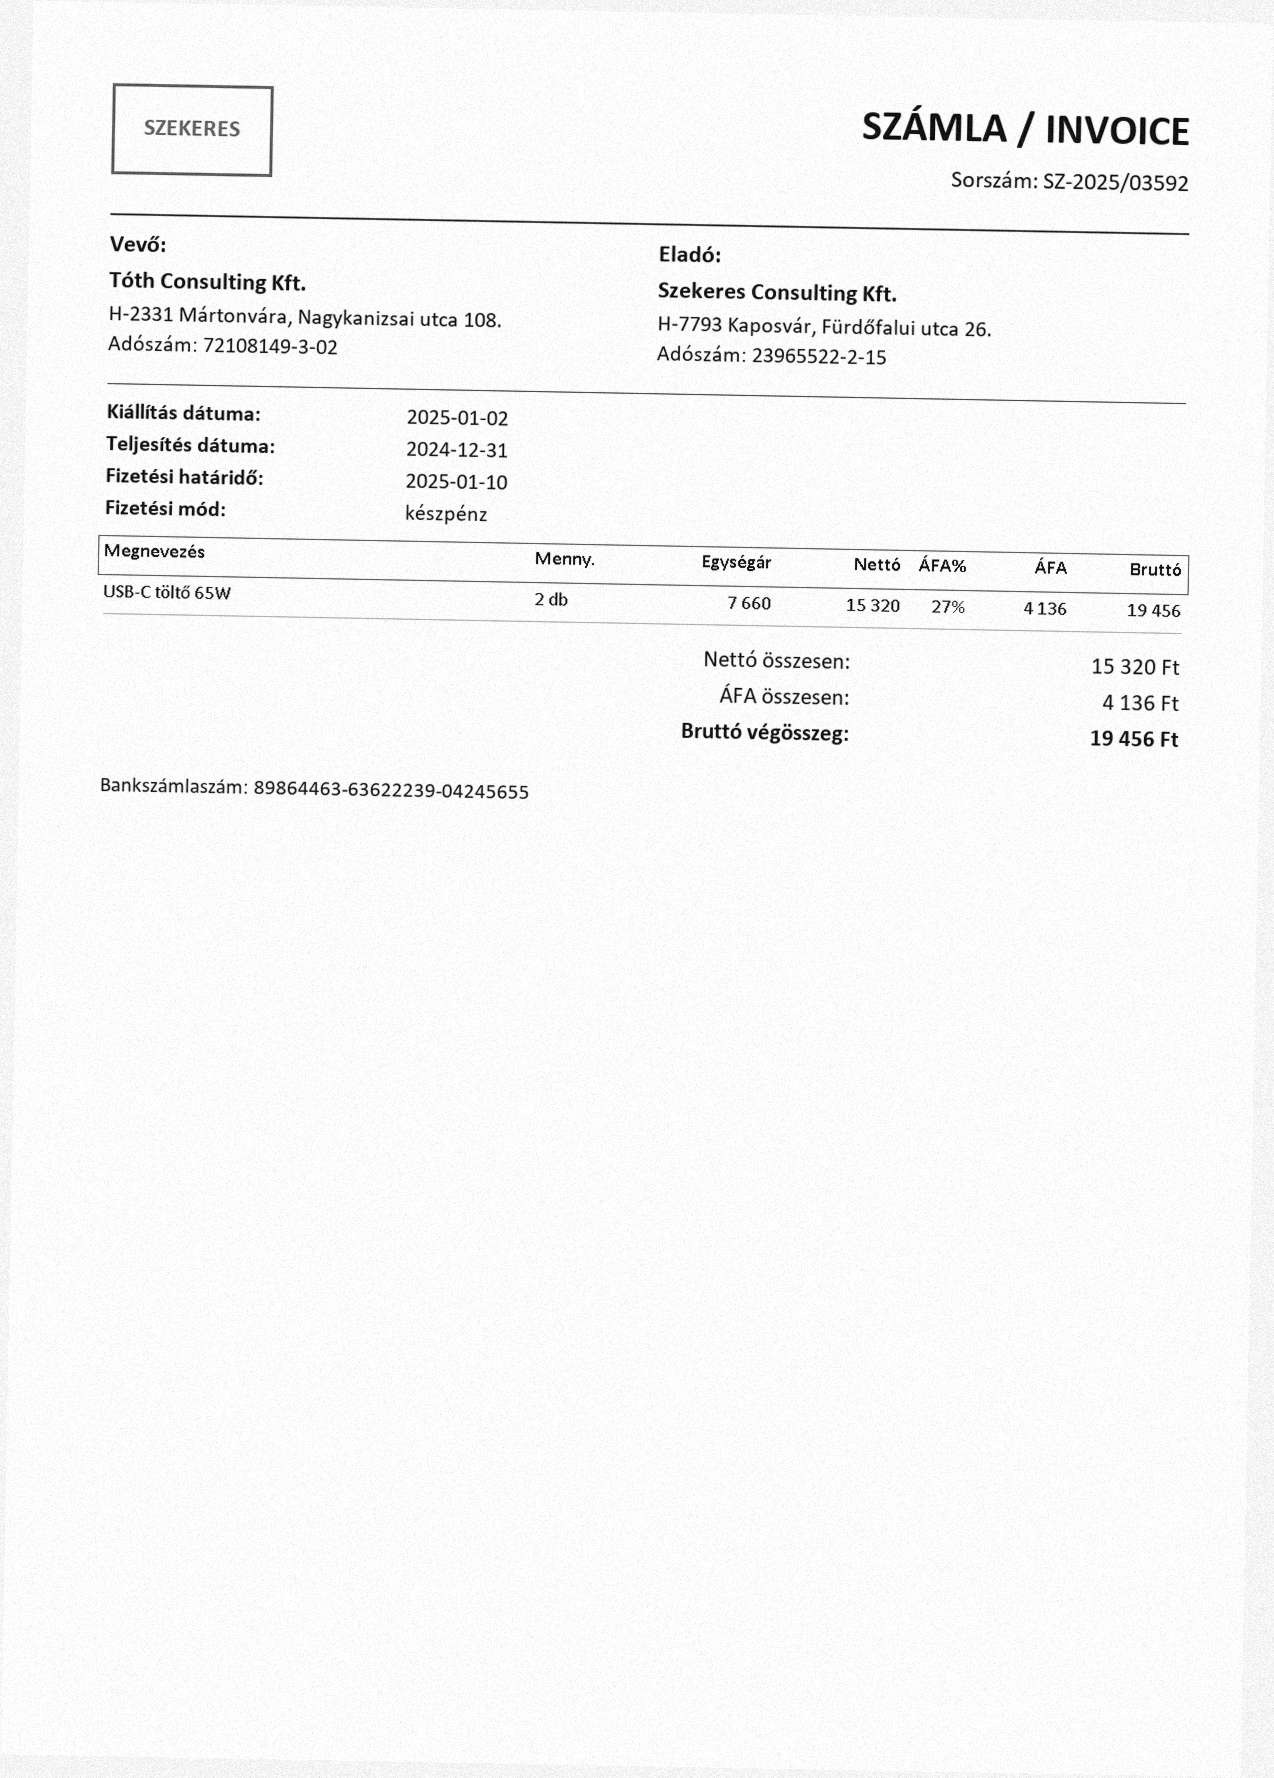 SZEKERES
SZÁMLA / INVOICE
Sorszám: SZ-2025/03592
Vevő:
Tóth Consulting Kft.
H-2331 Mártonvára, Nagykanizsai utca 108.
Adószám: 72108149-3-02
Eladó:
Szekeres Consulting Kft.
H-7793 Kaposvár, Fürdőfalui utca 26.
Adószám: 23965522-2-15
Kiállítás dátuma: 2025-01-02
Teljesítés dátuma: 2024-12-31
Fizetési határidő: 2025-01-10
Fizetési mód: készpénz
Megnevezés Menny. Egységár Nettó ÁFA% ÁFA Bruttó
USB-C töltő 65W 2 db 7 660 15 320 27% 4 136 19 456
Nettó összesen: 15 320 Ft
ÁFA összesen: 4 136 Ft
Bruttó végösszeg: 19 456 Ft
Bankszámlaszám: 89864463-63622239-04245655